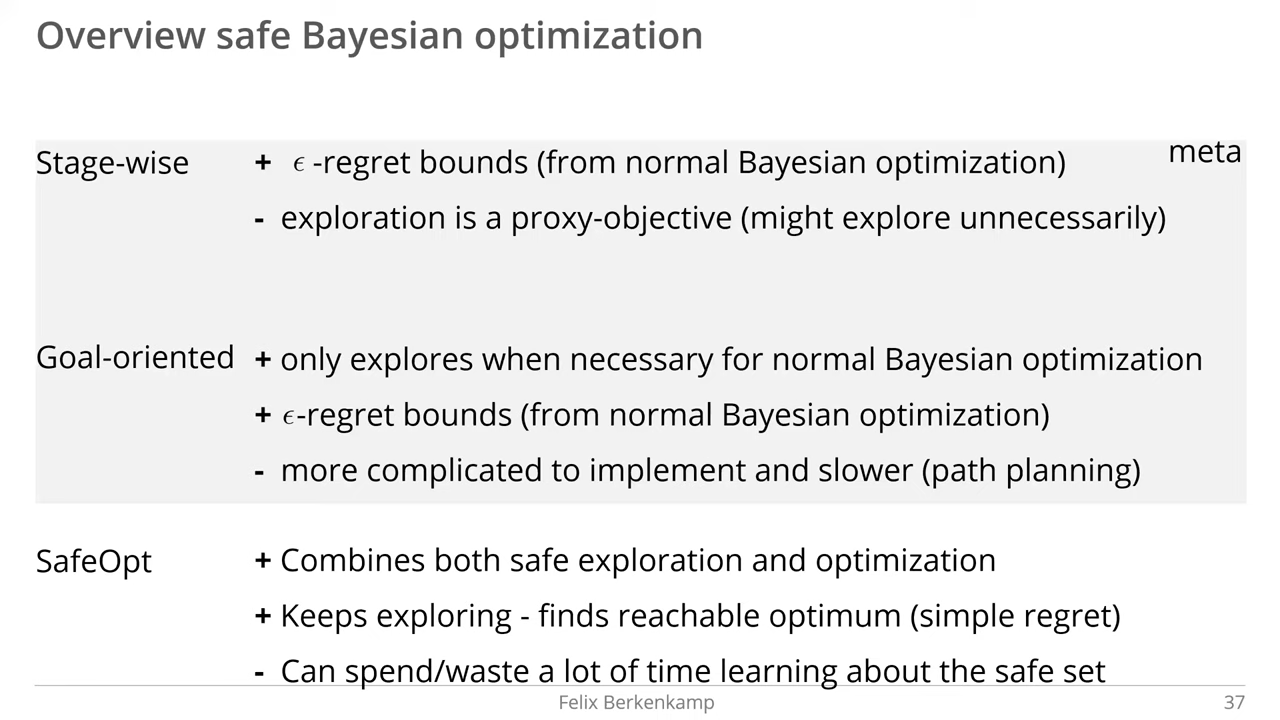 Overview safe Bayesian optimization
meta
Stage-wise + ϵ -regret bounds (from normal Bayesian optimization)
- exploration is a proxy-objective (might explore unnecessarily)
Goal-oriented + only explores when necessary for normal Bayesian optimization
+ ϵ-regret bounds (from normal Bayesian optimization)
- more complicated to implement and slower (path planning)
SafeOpt + Combines both safe exploration and optimization
+ Keeps exploring - finds reachable optimum (simple regret)
- Can spend/waste a lot of time learning about the safe set
Felix Berkenkamp 37